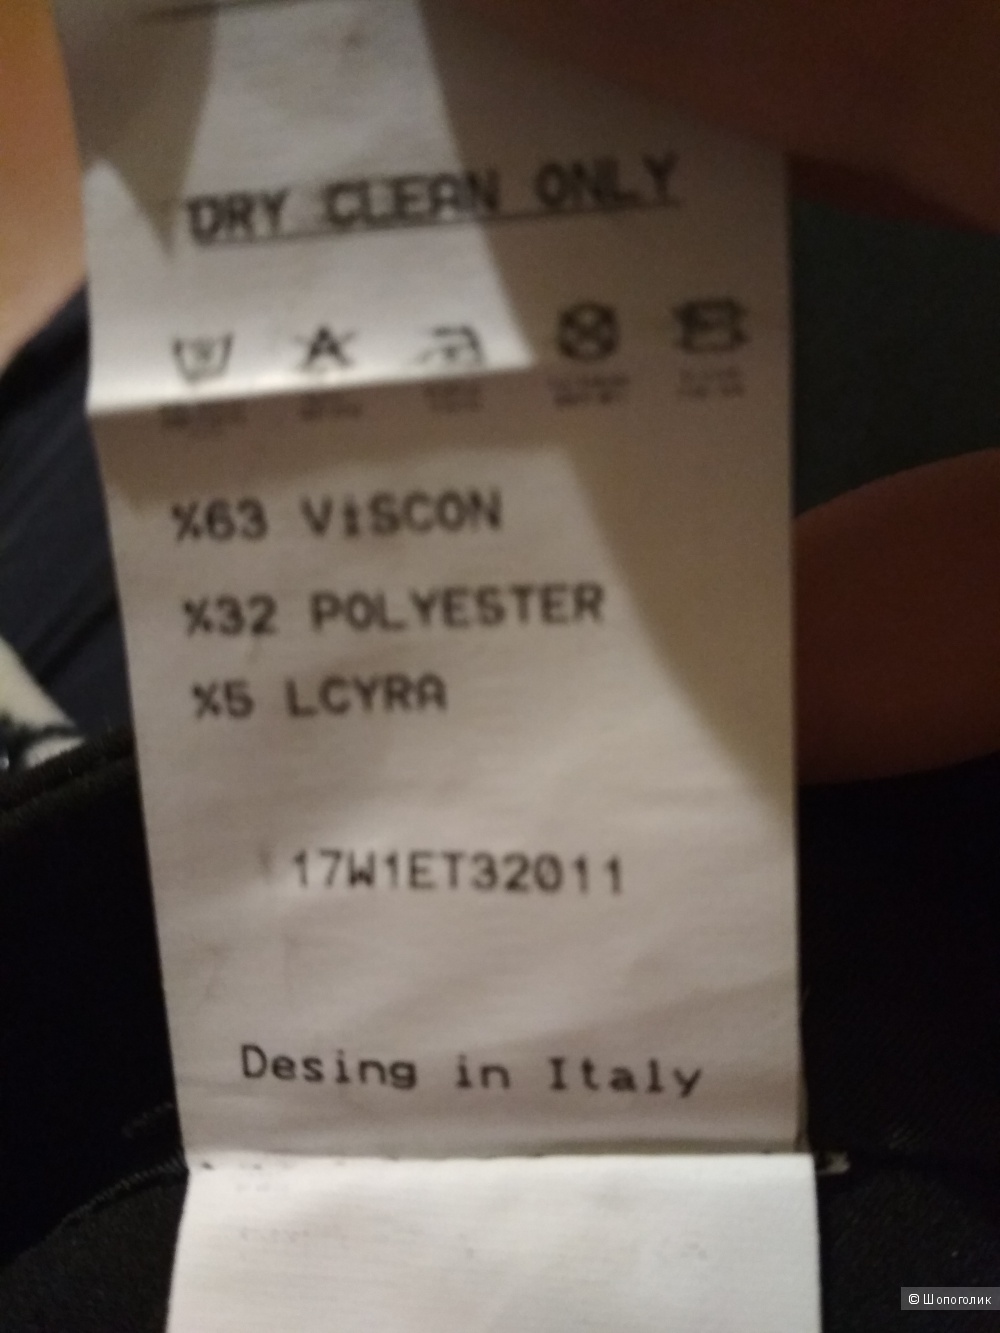 DRY CLEAN ONLY
%63 ViSCON
%32 POLYESTER
%5 LCYRA
17W1ET32011
Desing in Italy
© Шопоголик